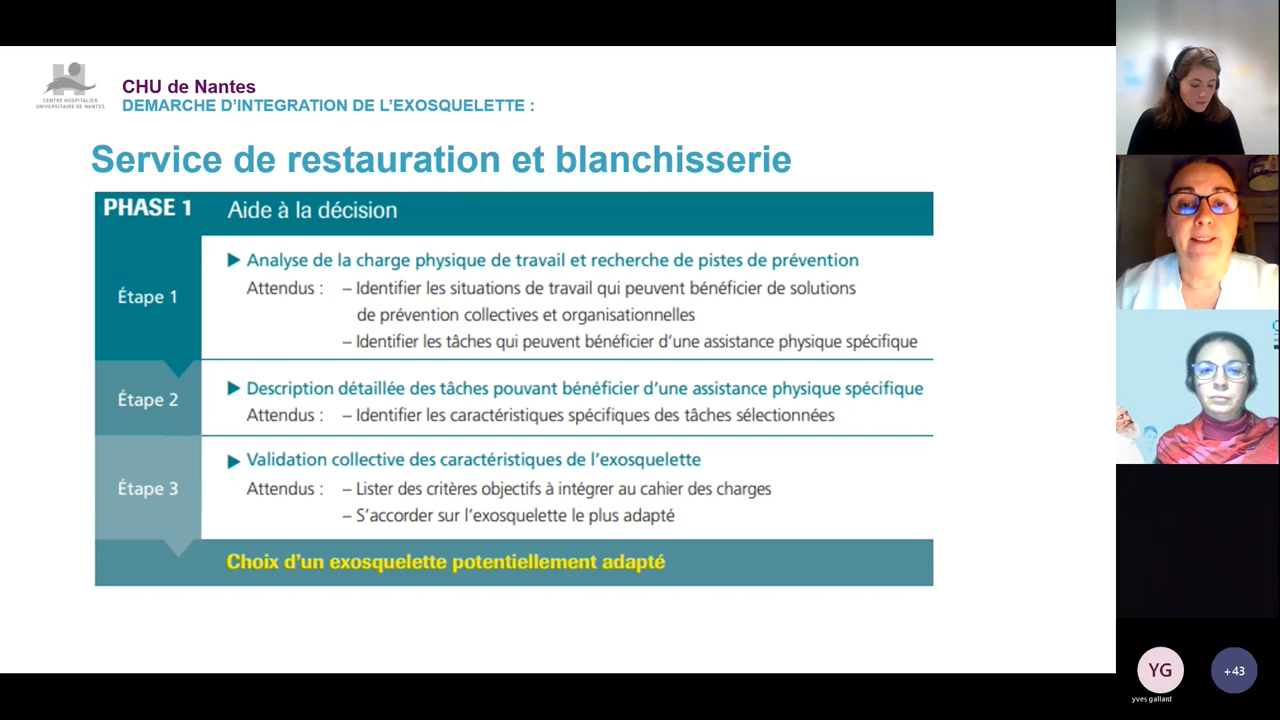 CENTRE HOSPITALIER
UNIVERSITAIRE DE NANTES
CHU de Nantes
DEMARCHE D'INTEGRATION DE L'EXOSQUELETTE :
Service de restauration et blanchisserie
PHASE 1 Aide à la décision
Étape 1
▶ Analyse de la charge physique de travail et recherche de pistes de prévention
Attendus : – Identifier les situations de travail qui peuvent bénéficier de solutions
de prévention collectives et organisationnelles
– Identifier les tâches qui peuvent bénéficier d'une assistance physique spécifique
Étape 2
▶ Description détaillée des tâches pouvant bénéficier d'une assistance physique spécifique
Attendus : – Identifier les caractéristiques spécifiques des tâches sélectionnées
Étape 3
▶ Validation collective des caractéristiques de l'exosquelette
Attendus : – Lister des critères objectifs à intégrer au cahier des charges
– S'accorder sur l'exosquelette le plus adapté
Choix d'un exosquelette potentiellement adapté
YG
+43
yves gallard